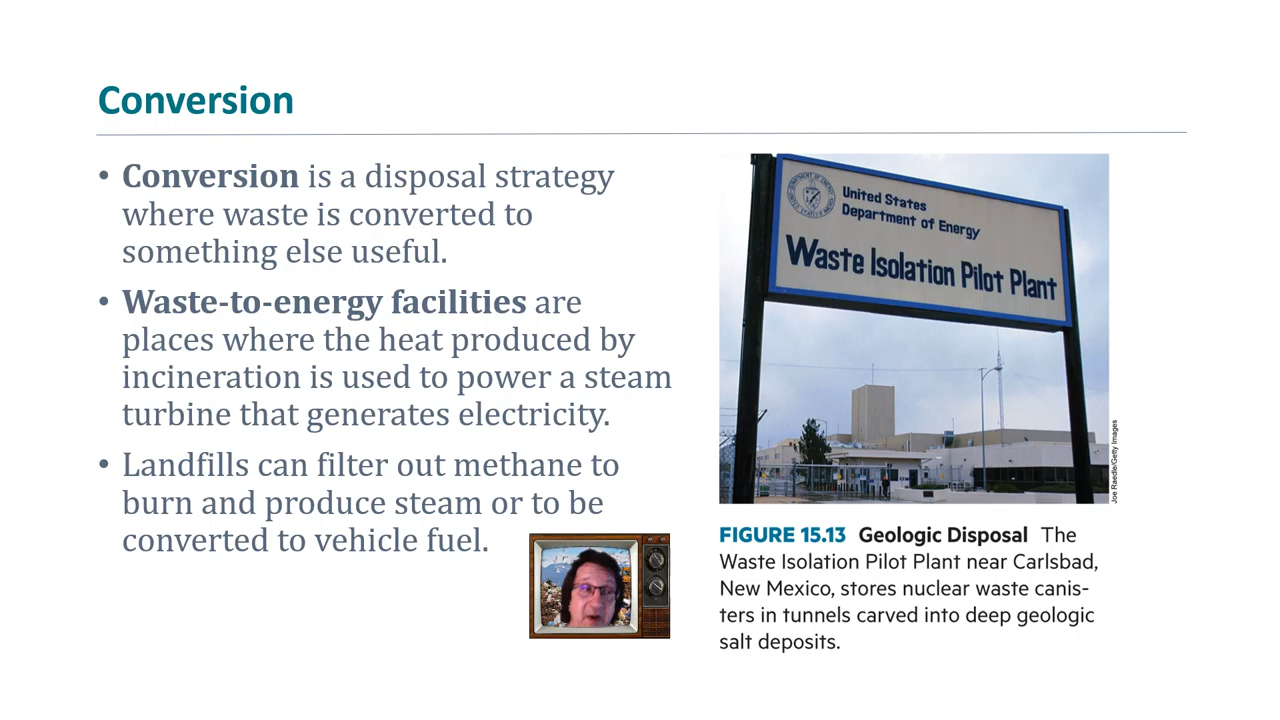 Conversion
• Conversion is a disposal strategy
where waste is converted to
something else useful.
• Waste-to-energy facilities are
places where the heat produced by
incineration is used to power a steam
turbine that generates electricity.
• Landfills can filter out methane to
burn and produce steam or to be
converted to vehicle fuel.
United States
Department of Energy
Waste Isolation Pilot Plant
Joe Raedle/Getty Images
FIGURE 15.13 Geologic Disposal The
Waste Isolation Pilot Plant near Carlsbad,
New Mexico, stores nuclear waste canis-
ters in tunnels carved into deep geologic
salt deposits.